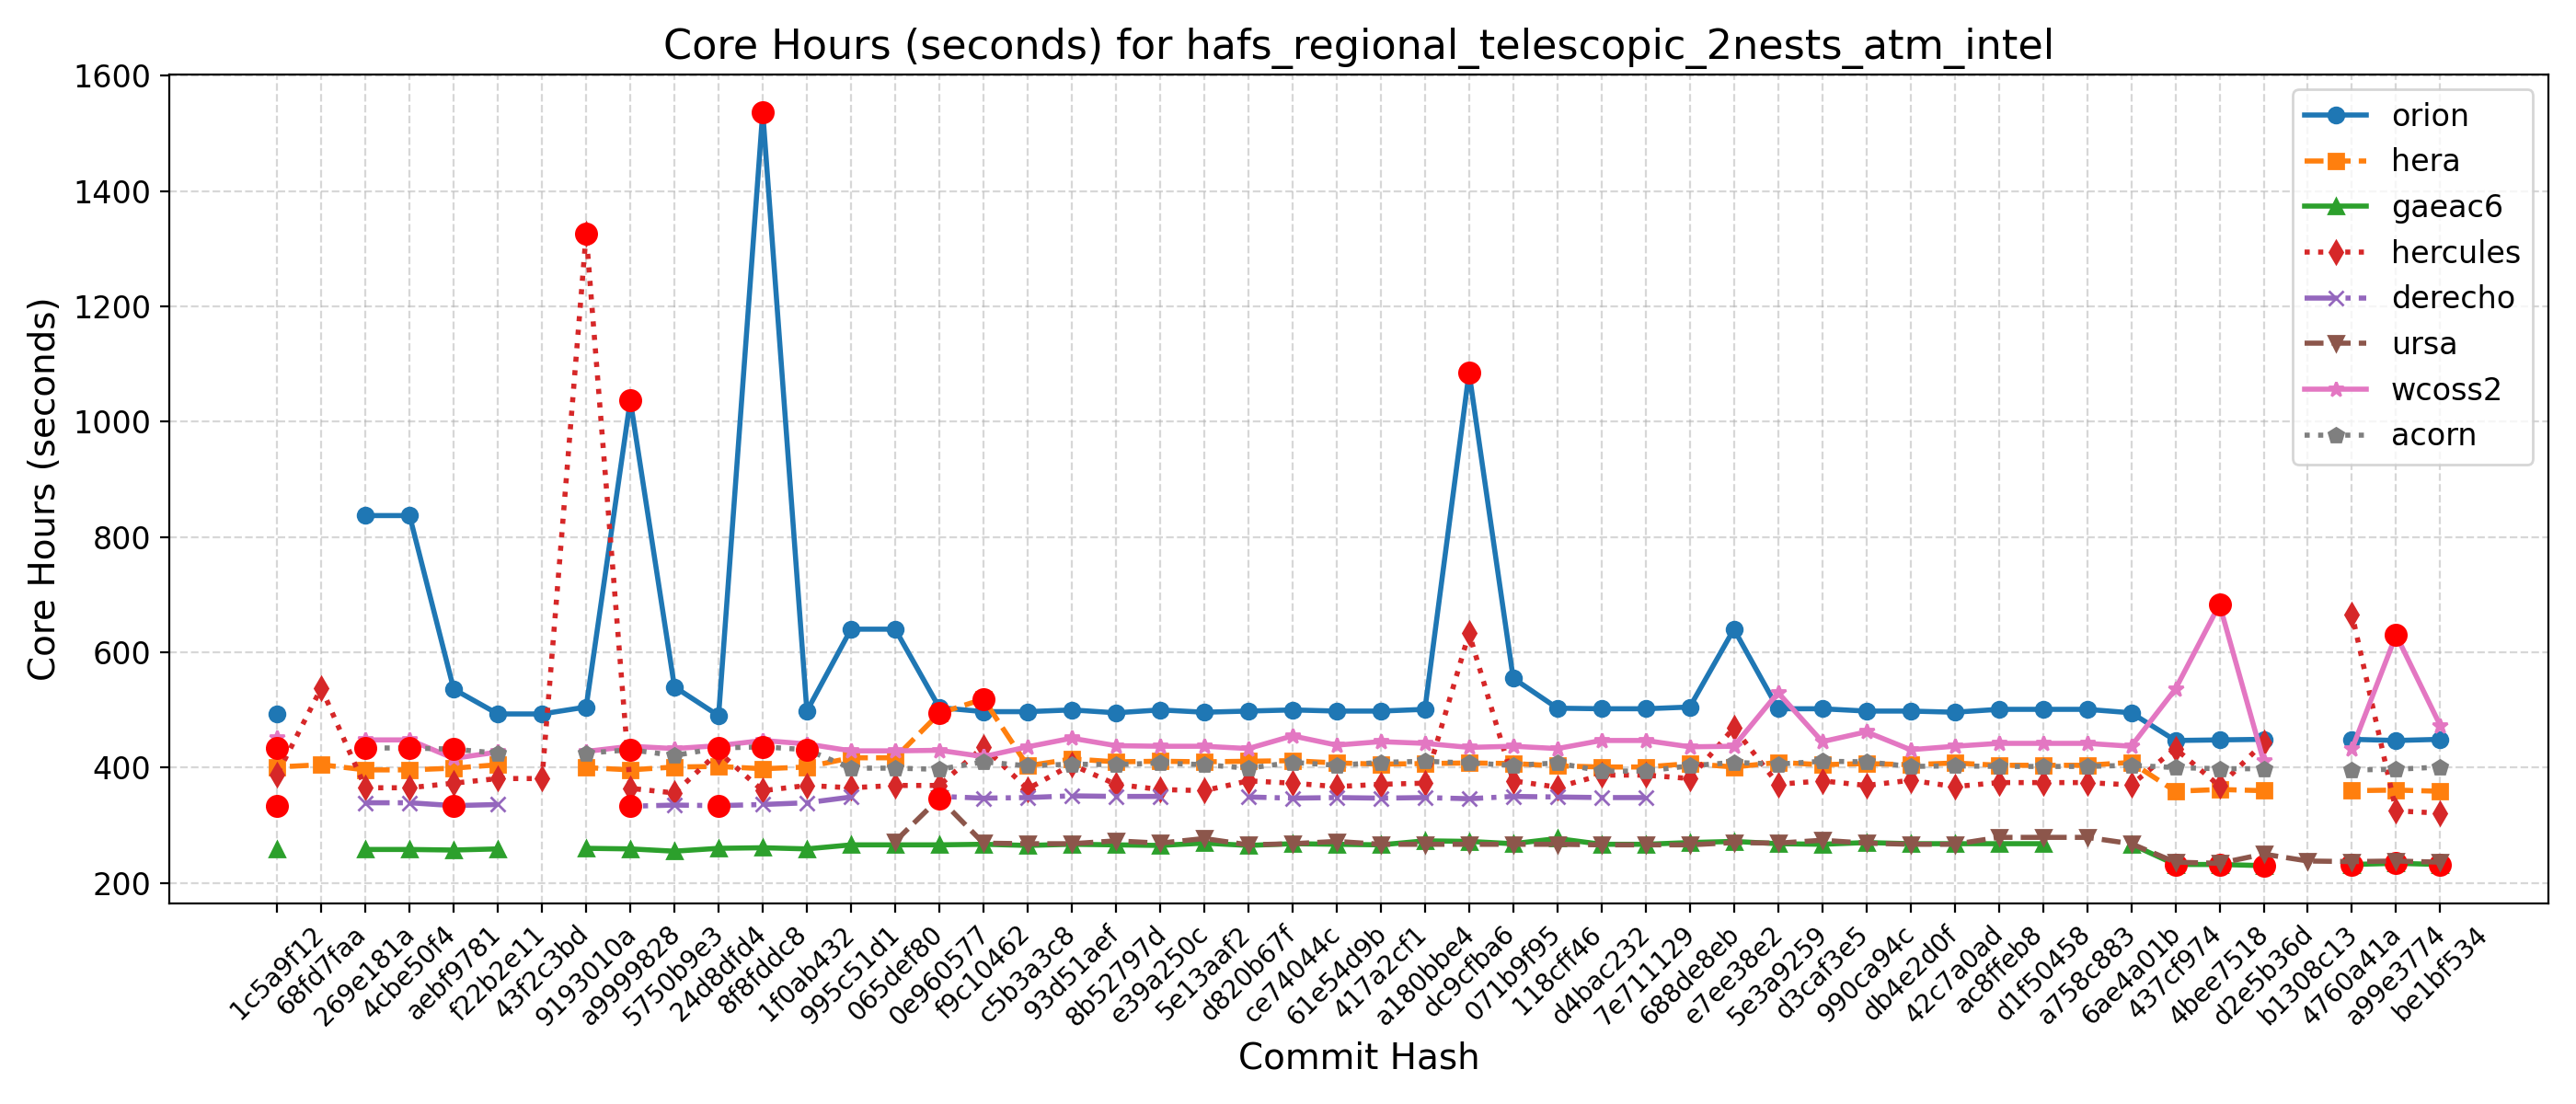 Core Hours (seconds) for hafs_regional_telescopic_2nests_atm_intel
Core Hours (seconds)
1600
1400
1200
1000
800
600
400
200
orion
hera
gaeac6
hercules
derecho
ursa
wcoss2
acorn
1c5a9f12
68fd7faa
269e181a
4cbe50f4
aebf9781
f22b2e11
43f2c3bd
9193010a
a9999828
5750b9e3
24d8dfd4
8f8fddc8
1f0ab432
995c51d1
065def80
0e960577
f9c10462
c5b3a3c8
93d51aef
8b52797d
e39a250c
5e13aaf2
d820b67f
ce74044c
61e54d9b
417a2cf1
a180bbe4
dc9cfba6
071b9f95
118cff46
d4bac232
7e711129
688de8eb
e7ee38e2
5e3a9259
d3caf3e5
990ca94c
db4e2d0f
42c7a0ad
ac8ffeb8
d1f50458
a758c883
6ae4a01b
437cf974
4bee7518
d2e5b36d
b1308c13
4760a41a
a99e3774
be1bf534
Commit Hash